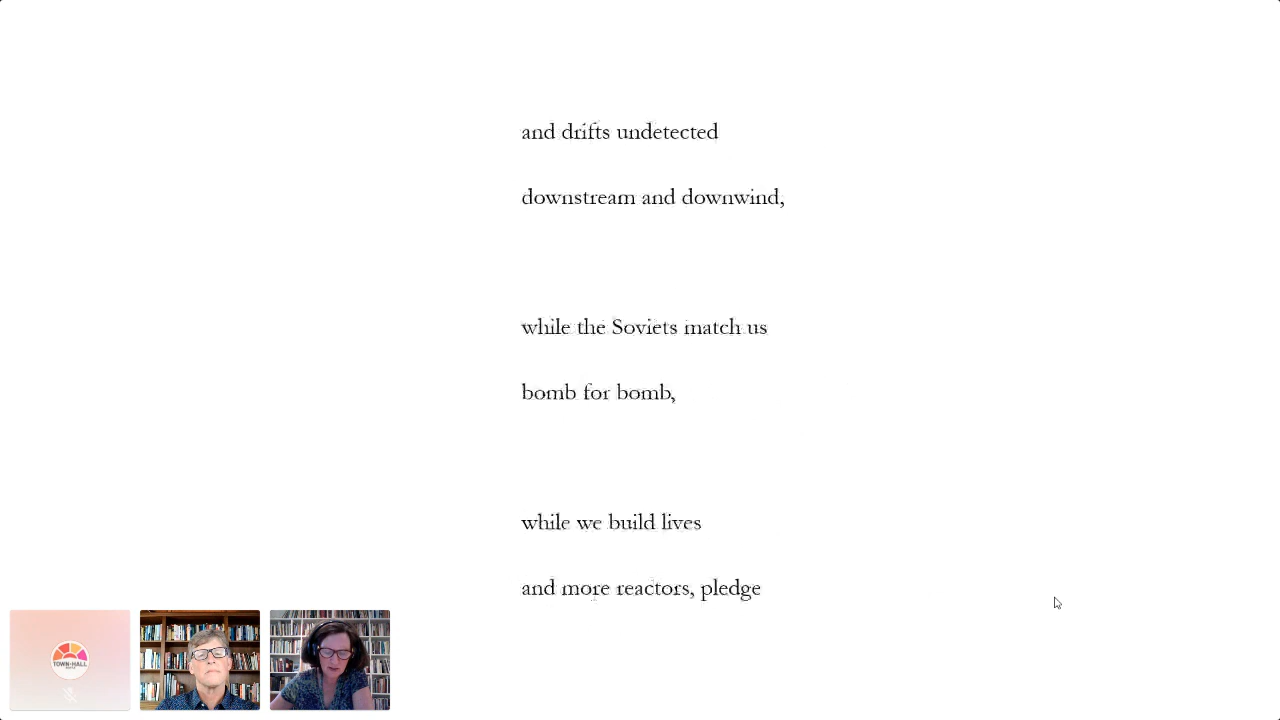 and drifts undetected
downstream and downwind,
while the Soviets match us
bomb for bomb,
while we build lives
and more reactors, pledge
TOWN HALL